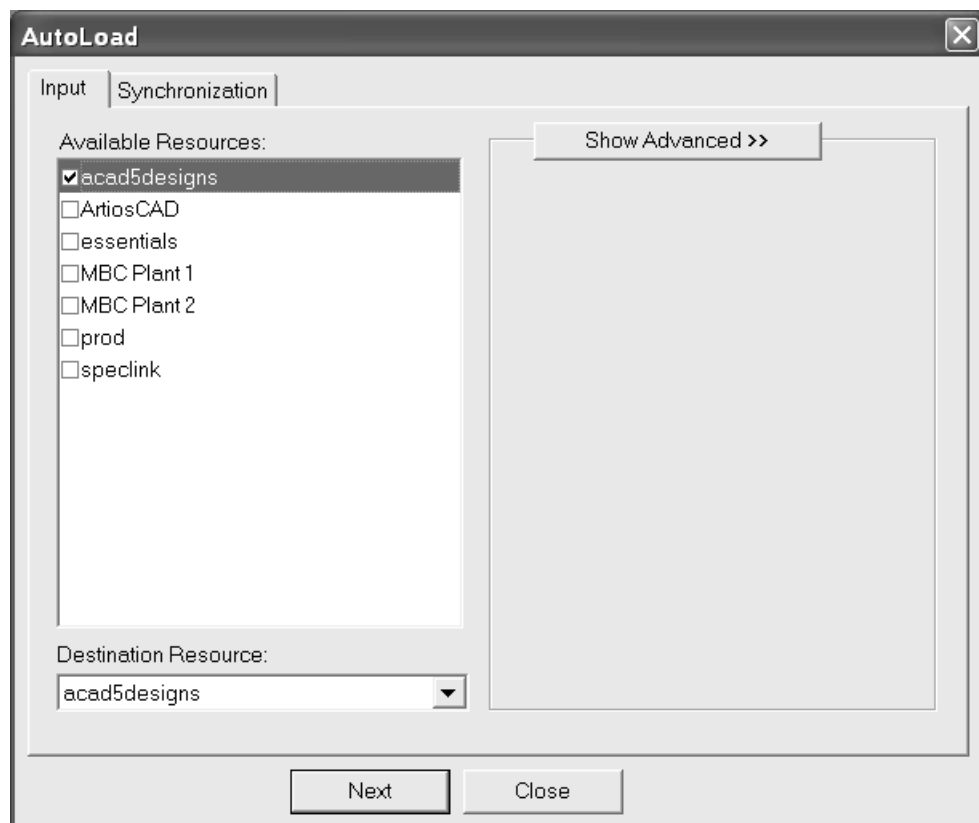 AutoLoad
Input Synchronization
Available Resources:
Show Advanced >>
acad5designs
ArtiosCAD
essentials
MBC Plant 1
MBC Plant 2
prod
speclink
Destination Resource:
acad5designs
Next Close